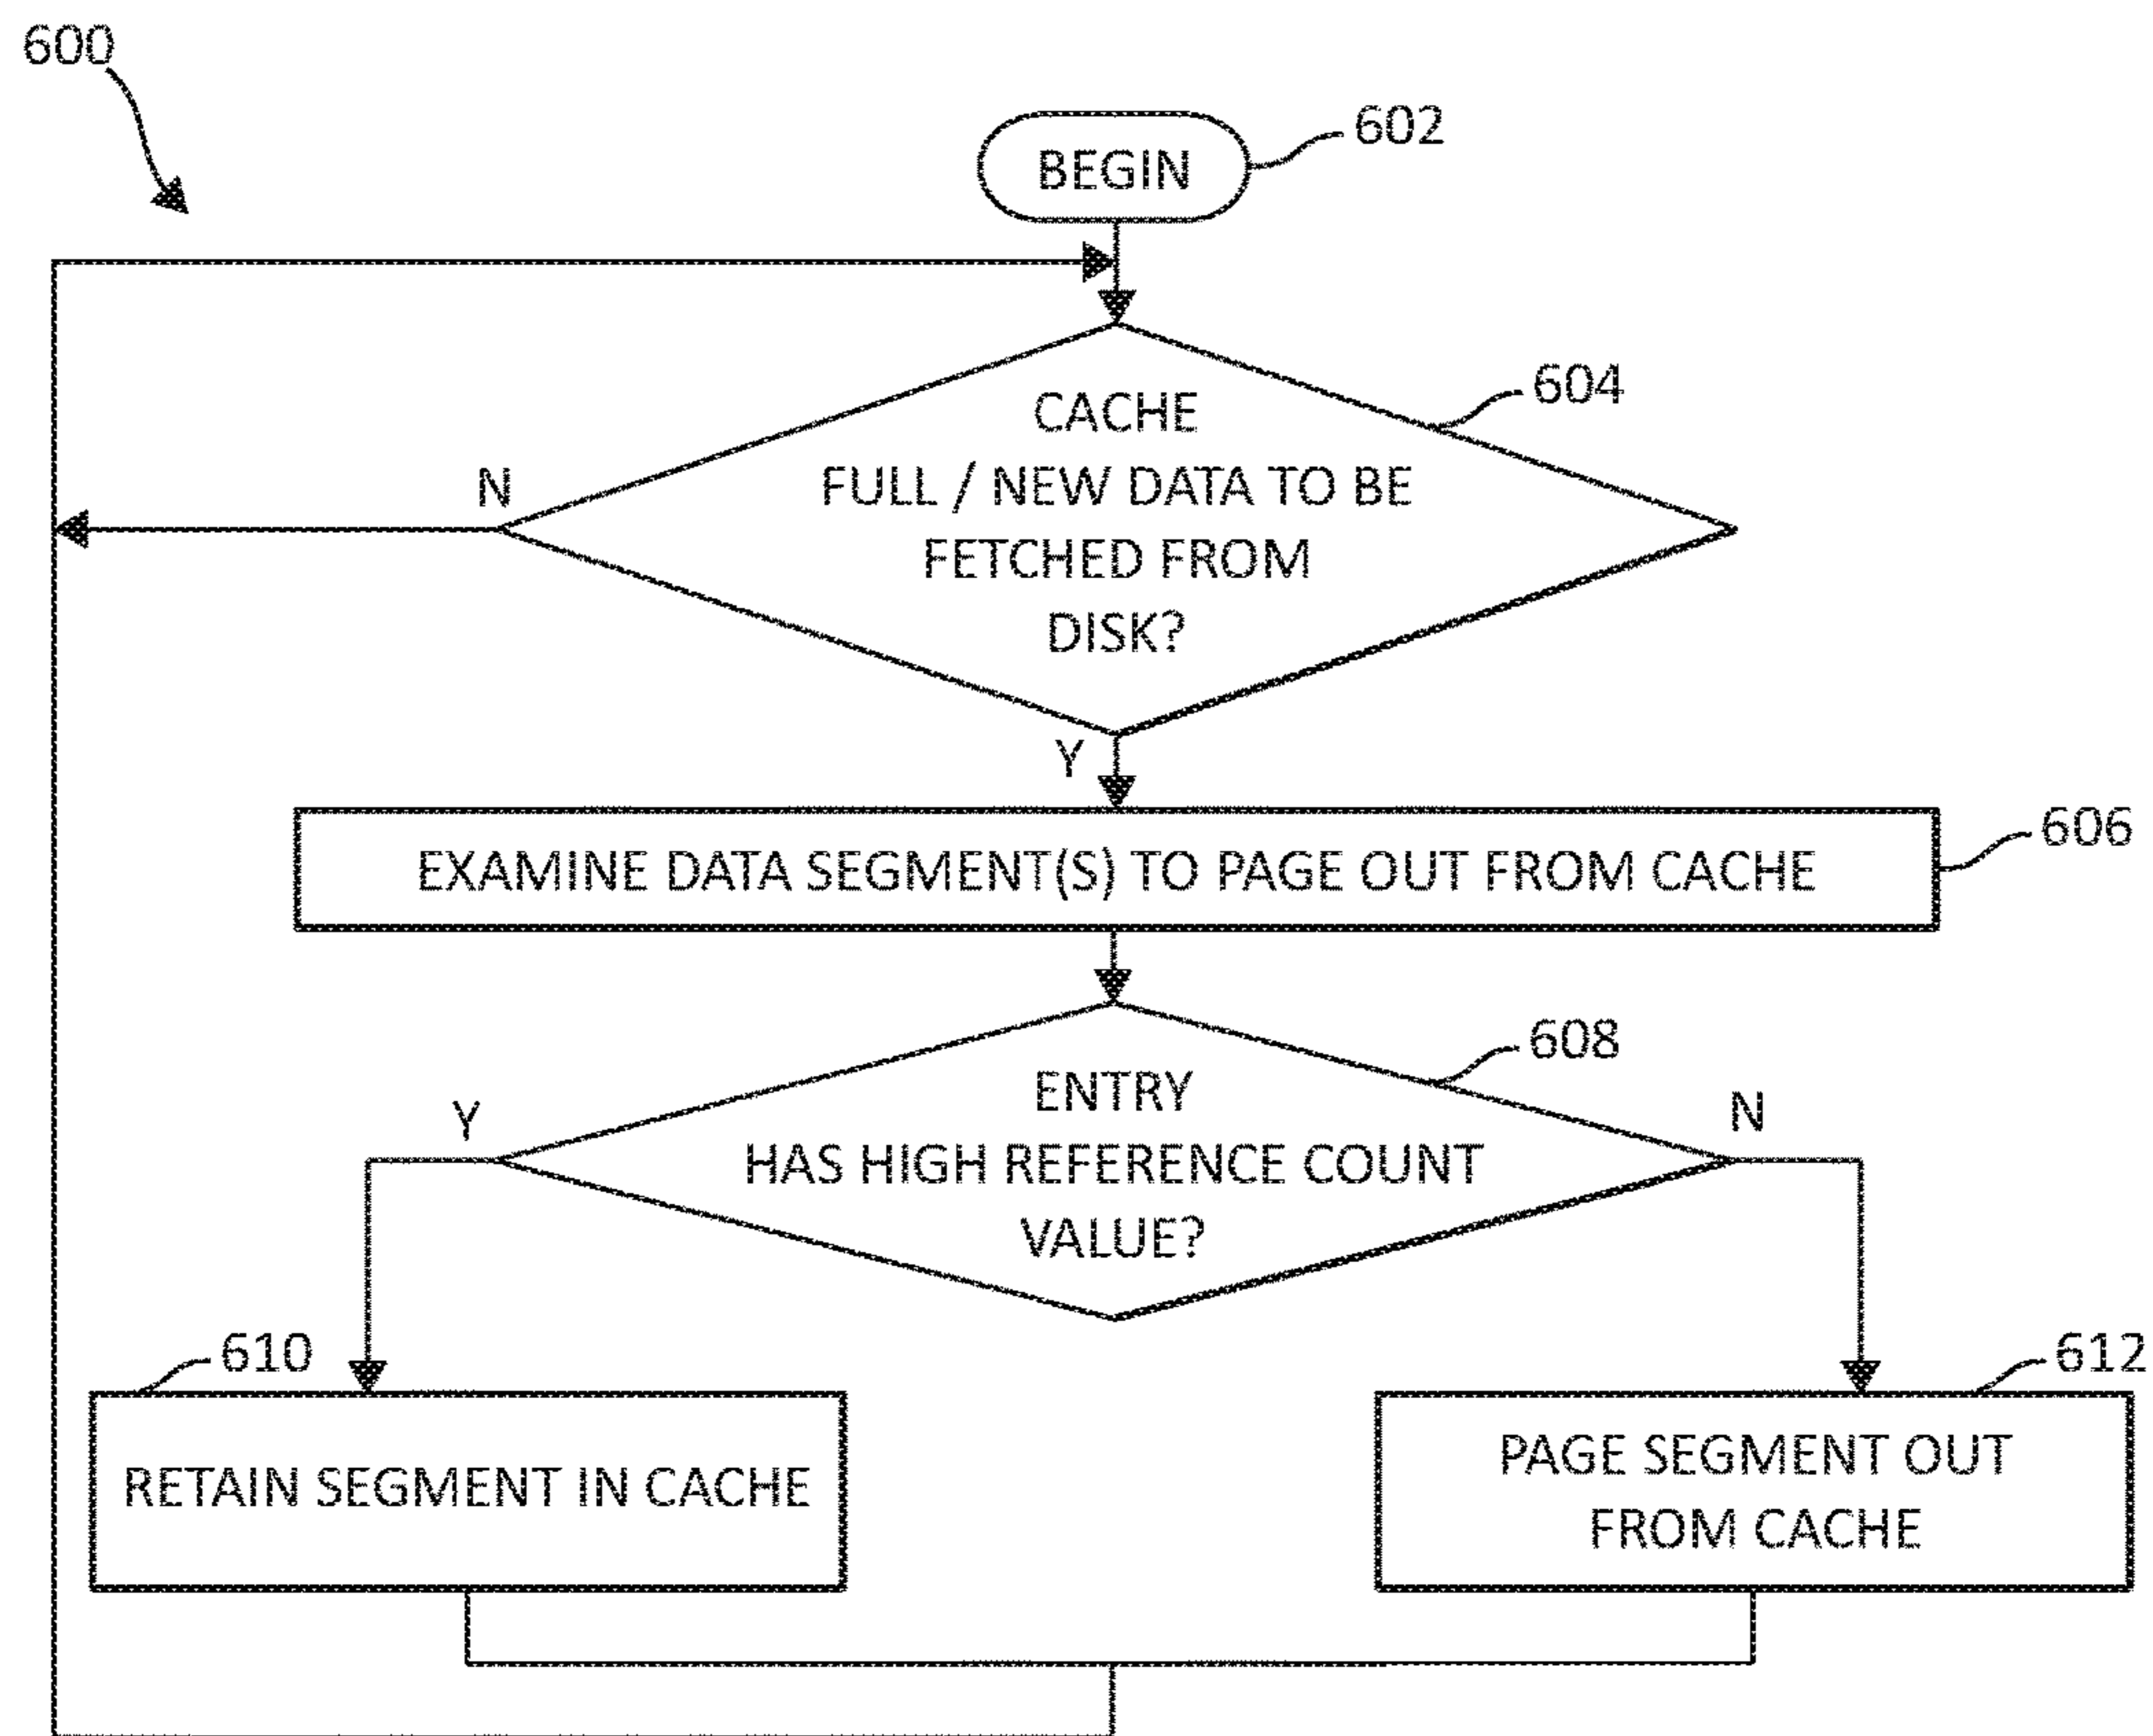 600
602
BEGIN
604
CACHE
FULL / NEW DATA TO BE
FETCHED FROM
DISK?
N
Y
606
EXAMINE DATA SEGMENT(S) TO PAGE OUT FROM CACHE
608
ENTRY
HAS HIGH REFERENCE COUNT
VALUE?
Y
N
610
RETAIN SEGMENT IN CACHE
612
PAGE SEGMENT OUT
FROM CACHE